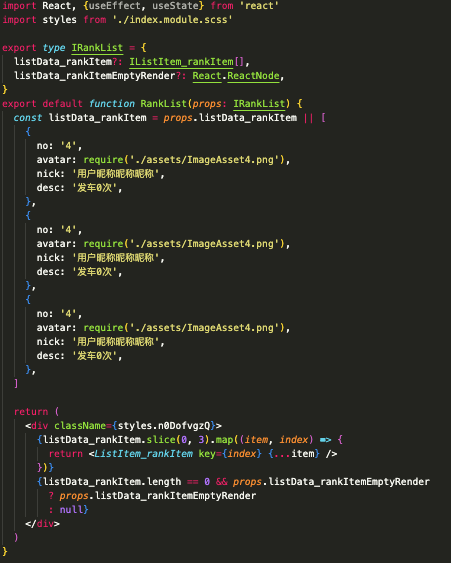 import React, {useEffect, useState} from 'react'
import styles from './index.module.scss'
export type IRankList = {
listData_rankItem?: IListItem_rankItem[],
listData_rankItemEmptyRender?: React.ReactNode,
}
export default function RankList(props: IRankList) {
const listData_rankItem = props.listData_rankItem || [
{
no: '4',
avatar: require('./assets/ImageAsset4.png'),
nick: '用户昵称昵称昵称',
desc: '发车0次',
},
{
no: '4',
avatar: require('./assets/ImageAsset4.png'),
nick: '用户昵称昵称昵称',
desc: '发车0次',
},
{
no: '4',
avatar: require('./assets/ImageAsset4.png'),
nick: '用户昵称昵称昵称',
desc: '发车0次',
},
]
return (
<div className={styles.n0DofvgzQ}>
{listData_rankItem.slice(0, 3).map((item, index) => {
return <ListItem_rankItem key={index} {...item} />
})}
{listData_rankItem.length == 0 && props.listData_rankItemEmptyRender
? props.listData_rankItemEmptyRender
: null}
</div>
)
}